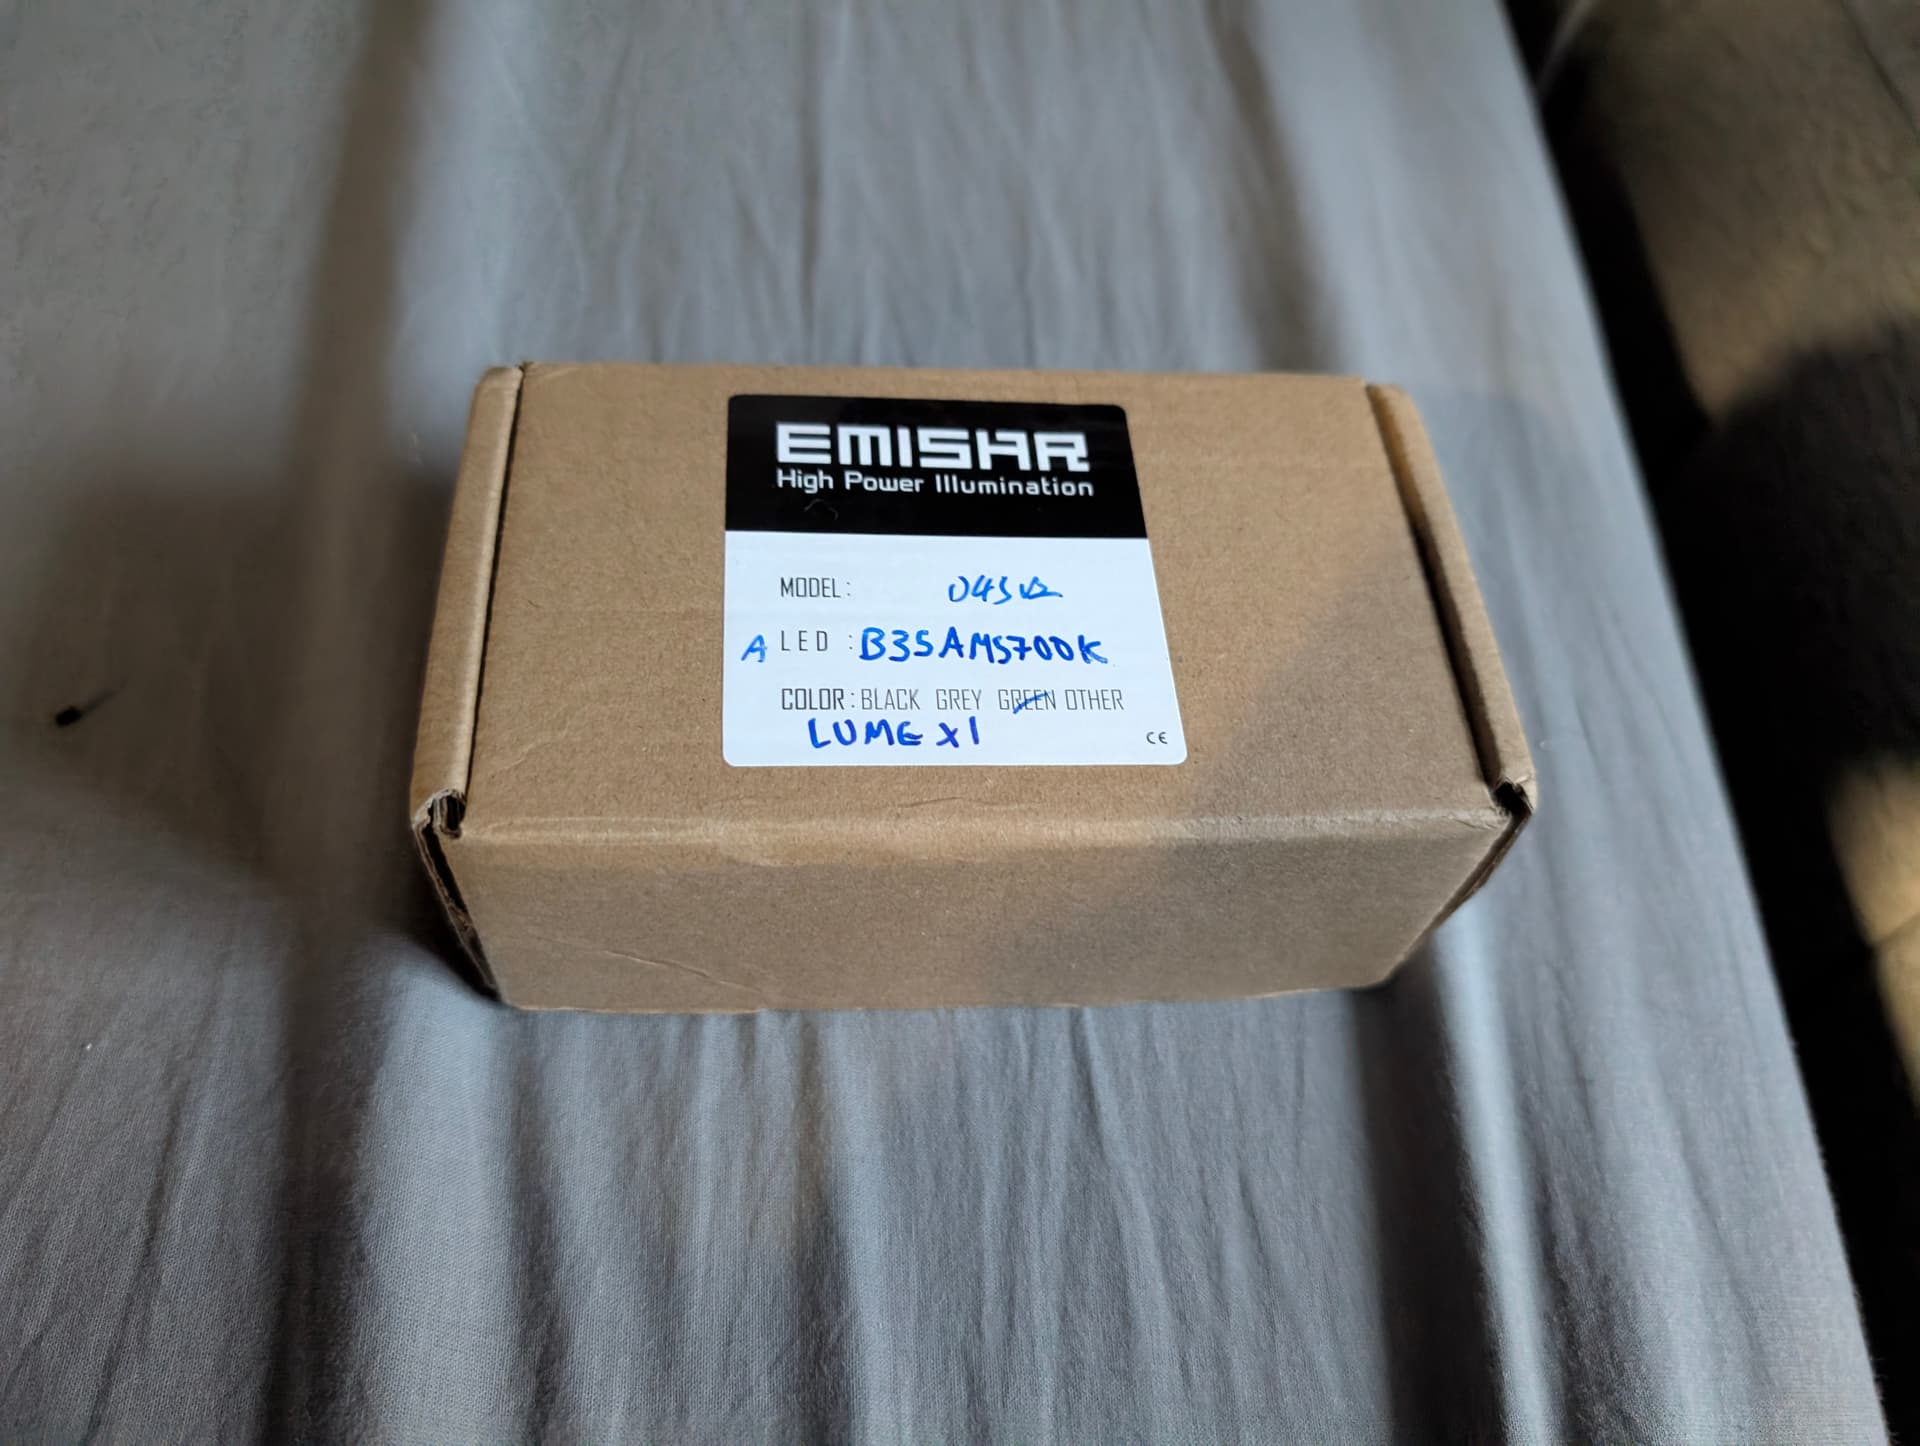 EMISAR
High Power Illumination
MODEL: D4SV2
A LED : B35AM5700K
COLOR : BLACK GREY GREEN OTHER
LUME X1
CE